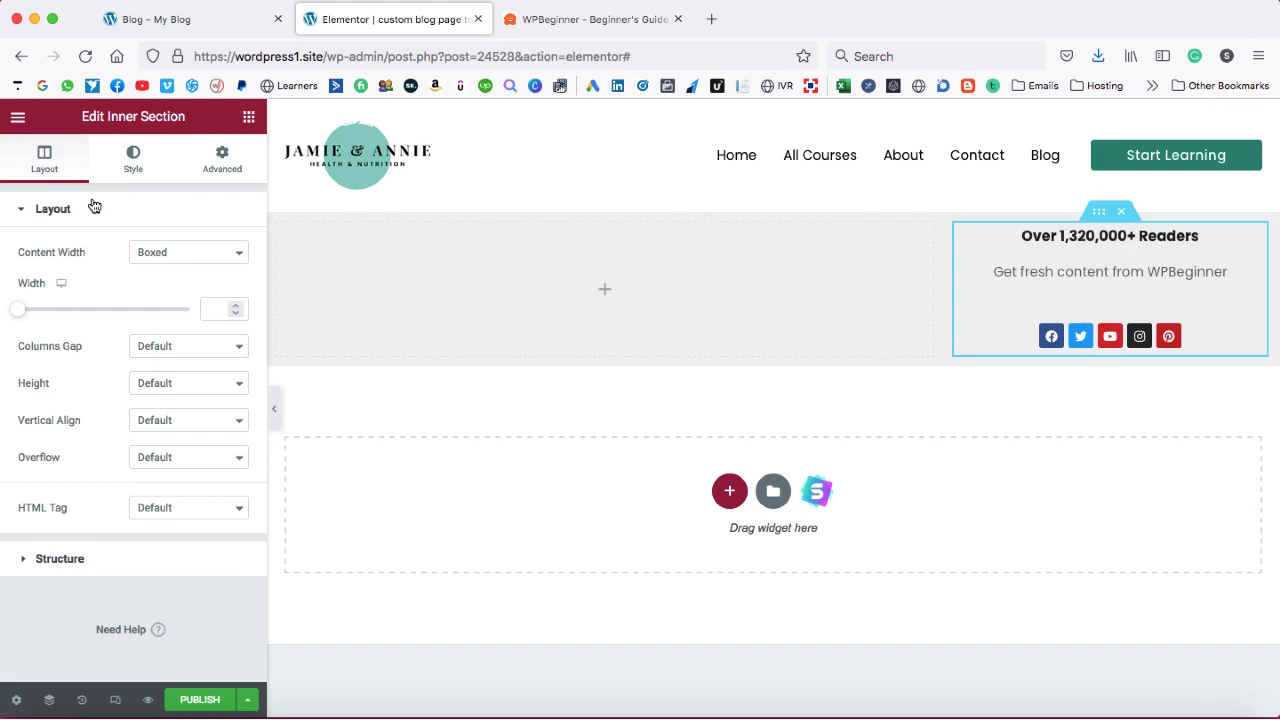 Blog – My Blog
Elementor | custom blog page te
WPBeginner - Beginner's Guide
https://wordpress1.site/wp-admin/post.php?post=24528&action=elementor#
Search
Learners
IVR
Emails
Hosting
Other Bookmarks
Edit Inner Section
Layout
Style
Advanced
Layout
Content Width
Boxed
Width
Columns Gap
Default
Height
Default
Vertical Align
Default
Overflow
Default
HTML Tag
Default
Structure
Need Help
PUBLISH
JAMIE & ANNIE
HEALTH & NUTRITION
Home
All Courses
About
Contact
Blog
Start Learning
Over 1,320,000+ Readers
Get fresh content from WPBeginner
Drag widget here